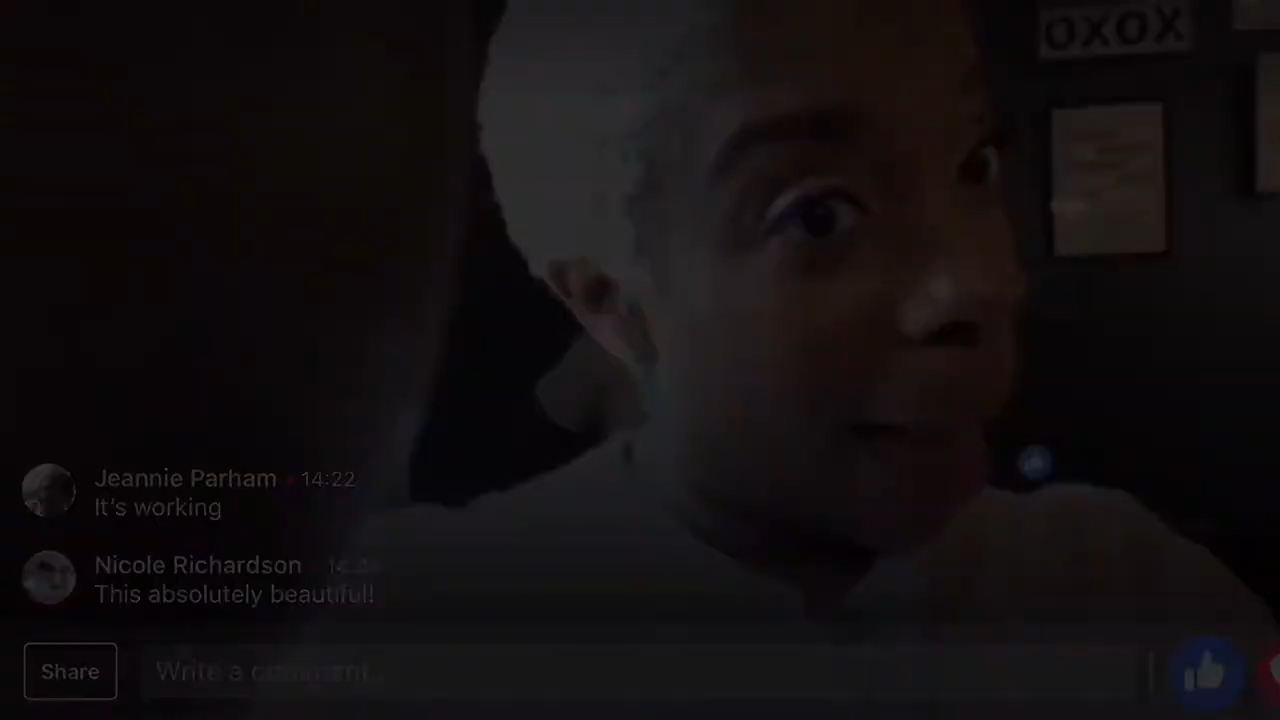 OXOX
Jeannie Parham • 14:22
It's working
Nicole Richardson
This absolutely beautiful!
Share
Write a comment...